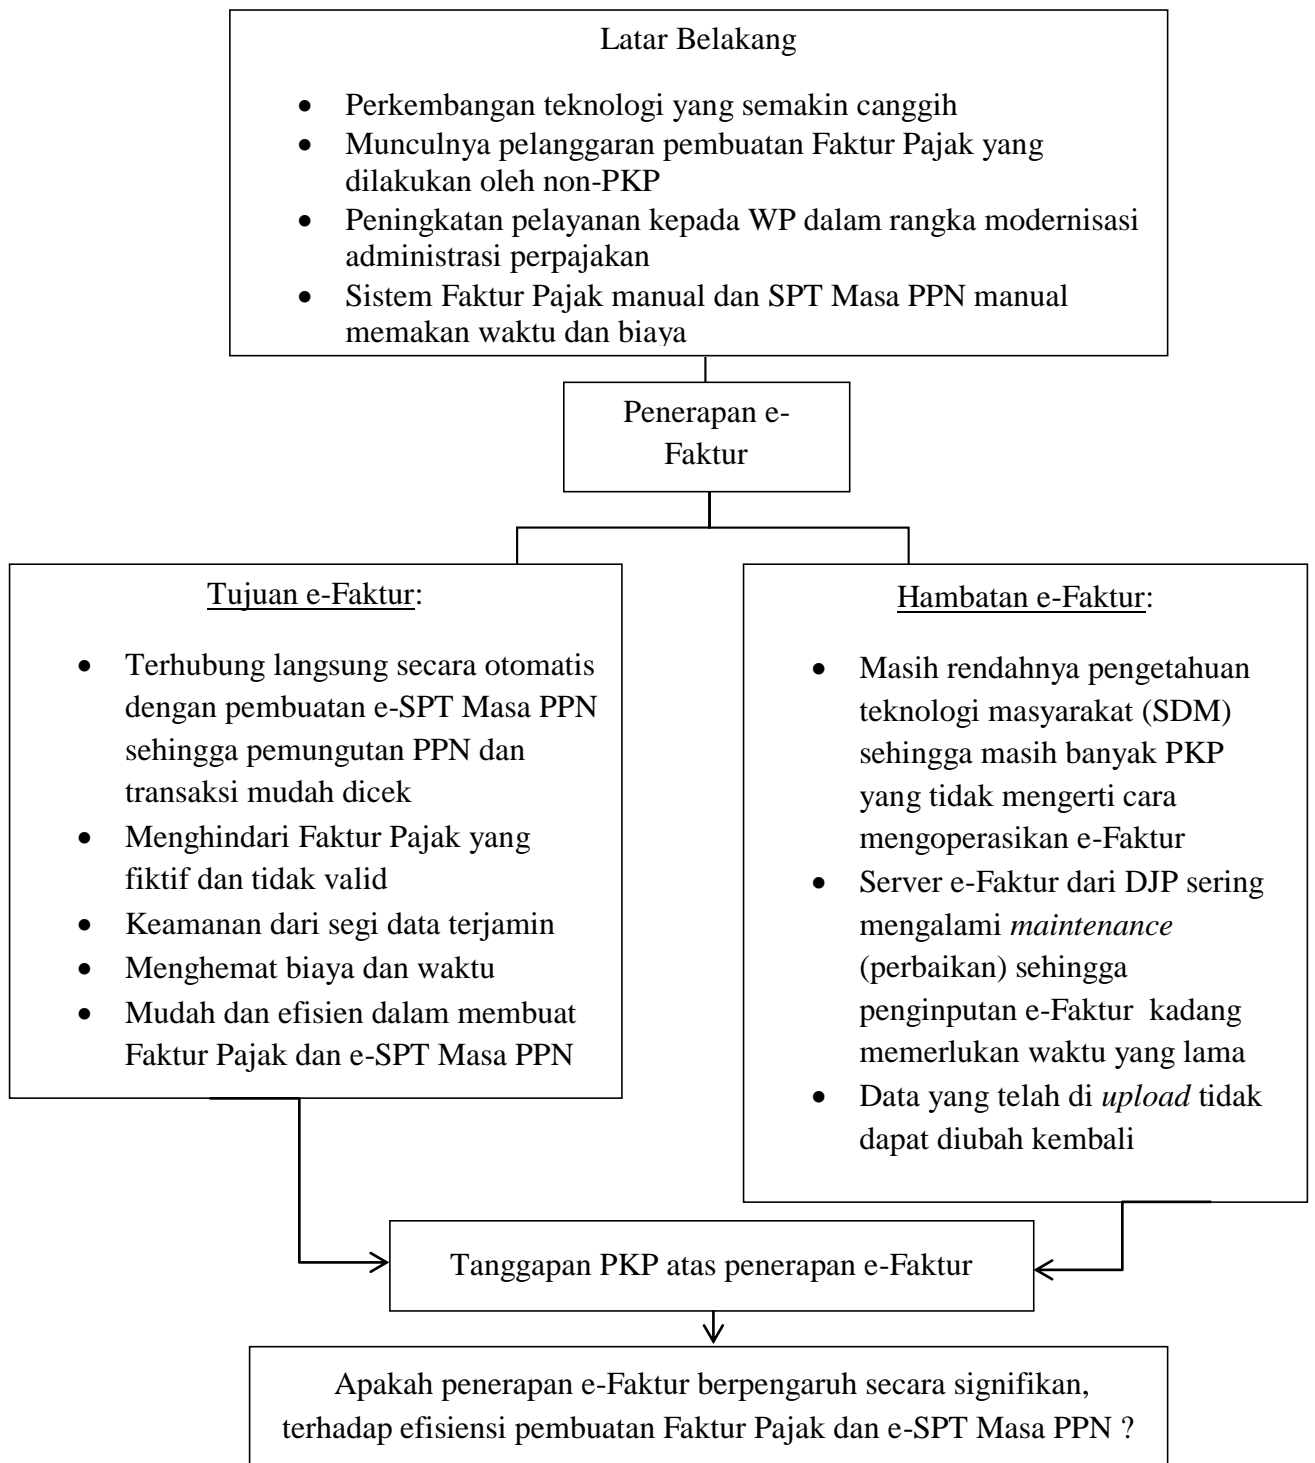 Latar Belakang
• Perkembangan teknologi yang semakin canggih
• Munculnya pelanggaran pembuatan Faktur Pajak yang
dilakukan oleh non-PKP
• Peningkatan pelayanan kepada WP dalam rangka modernisasi
administrasi perpajakan
• Sistem Faktur Pajak manual dan SPT Masa PPN manual
memakan waktu dan biaya
Penerapan e-
Faktur
Tujuan e-Faktur:
• Terhubung langsung secara otomatis
dengan pembuatan e-SPT Masa PPN
sehingga pemungutan PPN dan
transaksi mudah dicek
• Menghindari Faktur Pajak yang
fiktif dan tidak valid
• Keamanan dari segi data terjamin
• Menghemat biaya dan waktu
• Mudah dan efisien dalam membuat
Faktur Pajak dan e-SPT Masa PPN
Hambatan e-Faktur:
• Masih rendahnya pengetahuan
teknologi masyarakat (SDM)
sehingga masih banyak PKP
yang tidak mengerti cara
mengoperasikan e-Faktur
• Server e-Faktur dari DJP sering
mengalami maintenance
(perbaikan) sehingga
penginputan e-Faktur kadang
memerlukan waktu yang lama
• Data yang telah di upload tidak
dapat diubah kembali
Tanggapan PKP atas penerapan e-Faktur
Apakah penerapan e-Faktur berpengaruh secara signifikan,
terhadap efisiensi pembuatan Faktur Pajak dan e-SPT Masa PPN ?